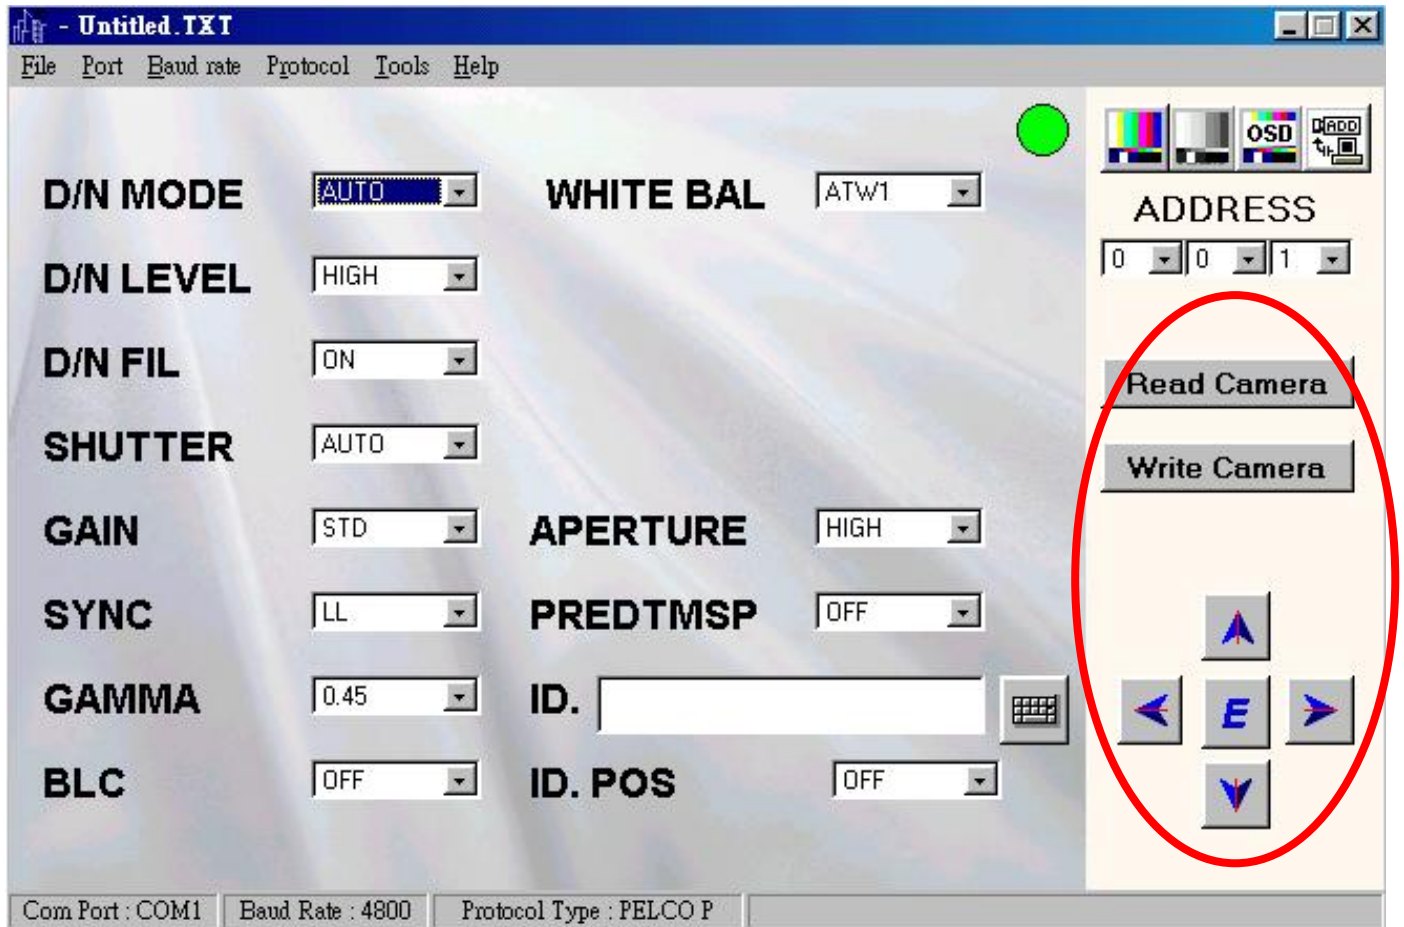 - Untitled.TXT
File Port Baud rate Protocol Tools Help
OSD ADD
D/N MODE AUTO WHITE BAL ATW1
ADDRESS
0 0 1
D/N LEVEL HIGH
D/N FIL ON
Read Camera
SHUTTER AUTO
Write Camera
GAIN STD APERTURE HIGH
SYNC LL PREDTMSP OFF
GAMMA 0.45 ID.
E
BLC OFF ID. POS OFF
Com Port : COM1 Baud Rate : 4800 Protocol Type : PELCO P